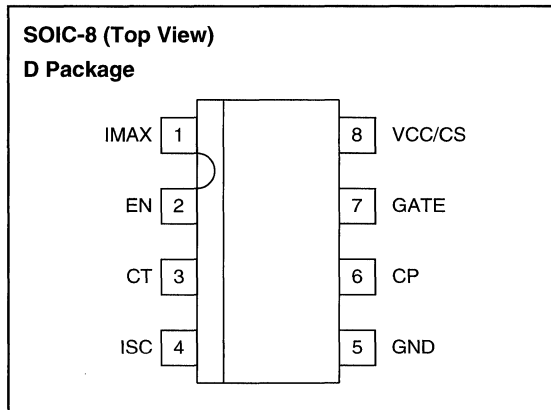 SOIC-8 (Top View)
D Package
IMAX 1 8 VCC/CS
EN 2 7 GATE
CT 3 6 CP
ISC 4 5 GND